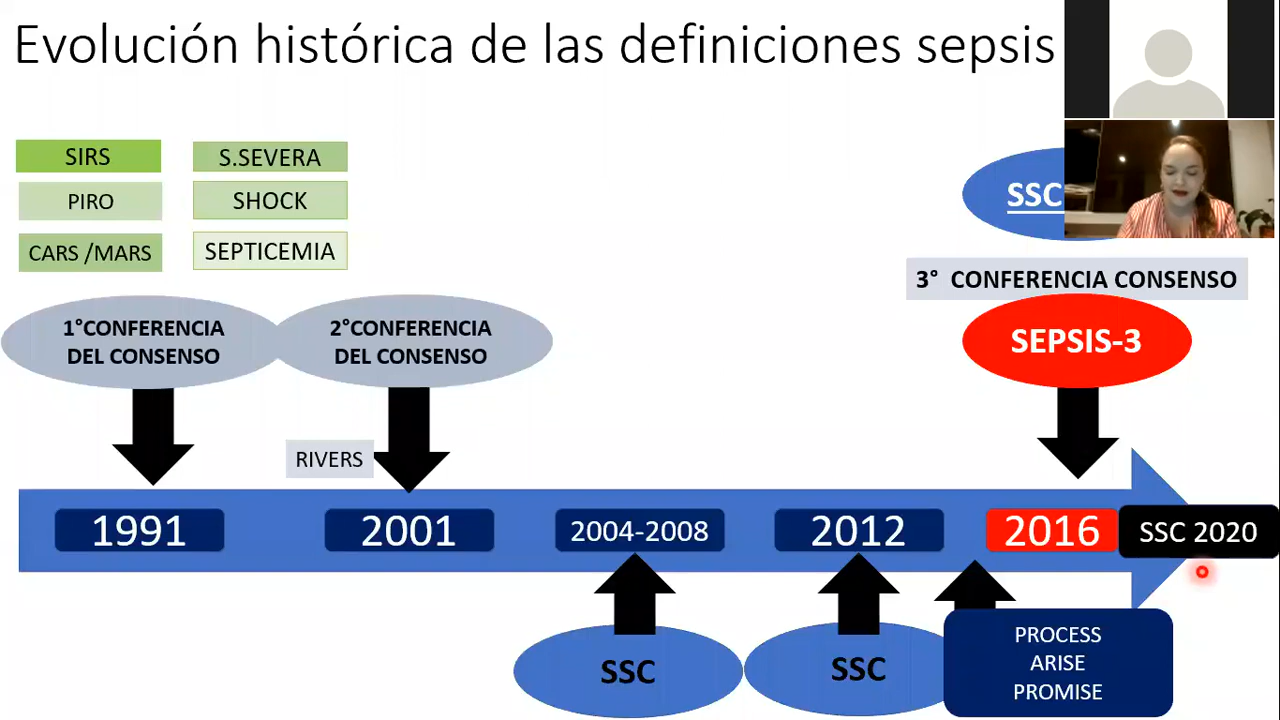 Evolución histórica de las definiciones sepsis
SIRS
S.SEVERA
PIRO
SHOCK
CARS /MARS
SEPTICEMIA
SSC
3° CONFERENCIA CONSENSO
1°CONFERENCIA
DEL CONSENSO
2°CONFERENCIA
DEL CONSENSO
SEPSIS-3
RIVERS
1991
2001
2004-2008
2012
2016
SSC 2020
SSC
SSC
PROCESS
ARISE
PROMISE